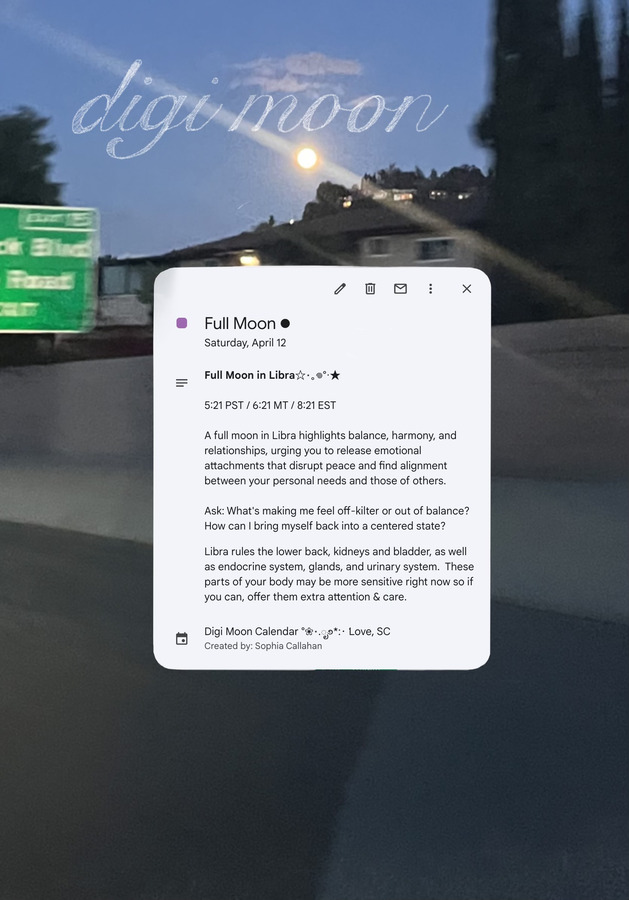 digi moon
ok Blvd
Road
Full Moon ●
Saturday, April 12
Full Moon in Libra☆･｡𖦹°‧★
5:21 PST / 6:21 MT / 8:21 EST
A full moon in Libra highlights balance, harmony, and
relationships, urging you to release emotional
attachments that disrupt peace and find alignment
between your personal needs and those of others.
Ask: What's making me feel off-kilter or out of balance?
How can I bring myself back into a centered state?
Libra rules the lower back, kidneys and bladder, as well
as endocrine system, glands, and urinary system.  These
parts of your body may be more sensitive right now so if
you can, offer them extra attention & care.
Digi Moon Calendar °❀⋆.ೃ࿔*:･ Love, SC
Created by: Sophia Callahan